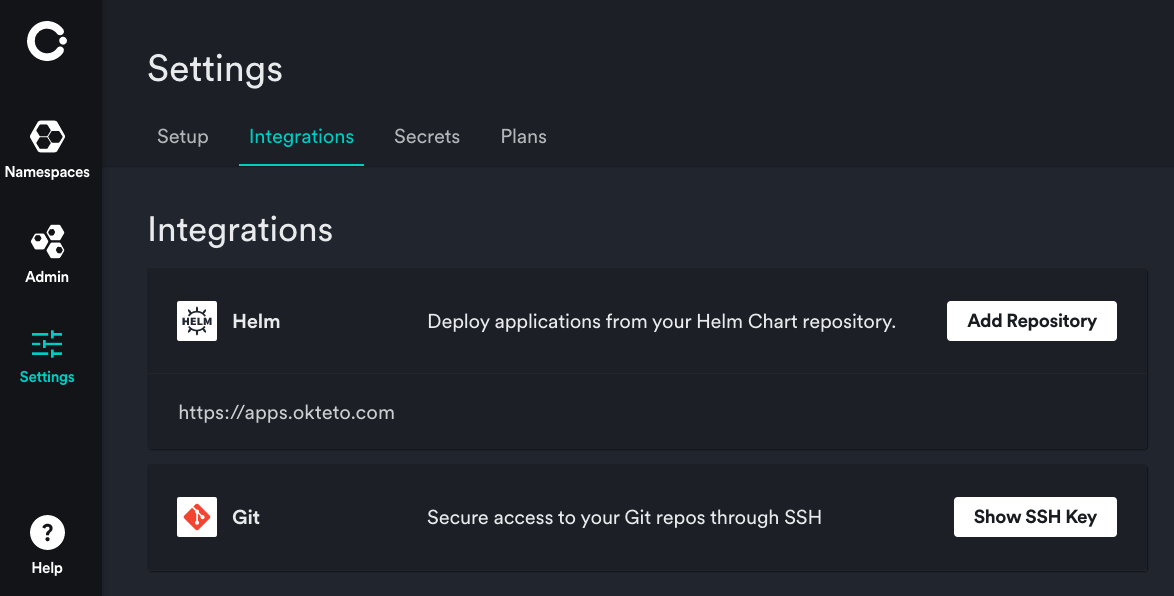 Settings
Setup Integrations Secrets Plans
Namespaces
Admin
Settings
Help
Integrations
HELM Helm Deploy applications from your Helm Chart repository. Add Repository
https://apps.okteto.com
Git Secure access to your Git repos through SSH Show SSH Key
?